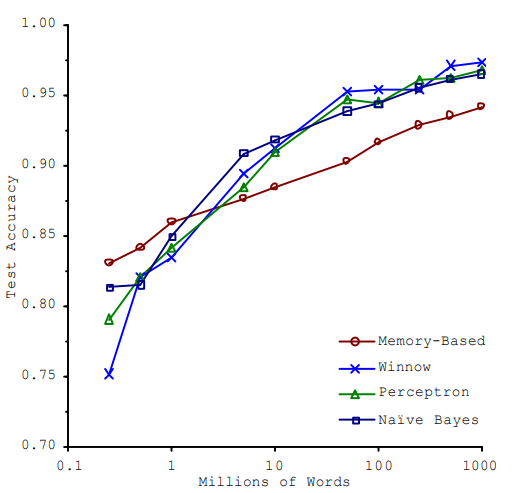 1.00
0.95
0.90
0.85
0.80
0.75
0.70
Test Accuracy
Memory-Based
Winnow
Perceptron
Naïve Bayes
0.1 1 10 100 1000
Millions of Words